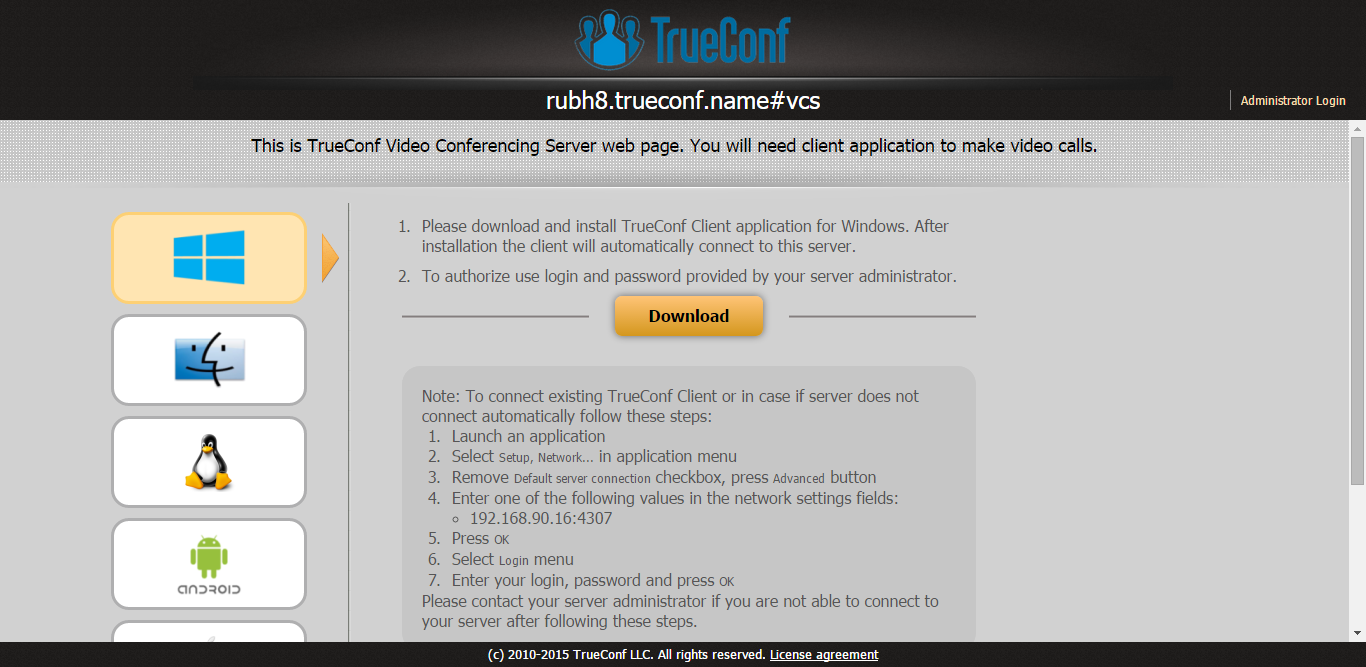 TrueConf
rubh8.trueconf.name#vcs
Administrator Login
This is TrueConf Video Conferencing Server web page. You will need client application to make video calls.
1. Please download and install TrueConf Client application for Windows. After
installation the client will automatically connect to this server.
2. To authorize use login and password provided by your server administrator.
Download
Note: To connect existing TrueConf Client or in case if server does not
connect automatically follow these steps:
1. Launch an application
2. Select Setup, Network... in application menu
3. Remove Default server connection checkbox, press Advanced button
4. Enter one of the following values in the network settings fields:
◦ 192.168.90.16:4307
5. Press OK
6. Select Login menu
7. Enter your login, password and press OK
Please contact your server administrator if you are not able to connect to
your server after following these steps.
ANDROID
(c) 2010-2015 TrueConf LLC. All rights reserved. License agreement